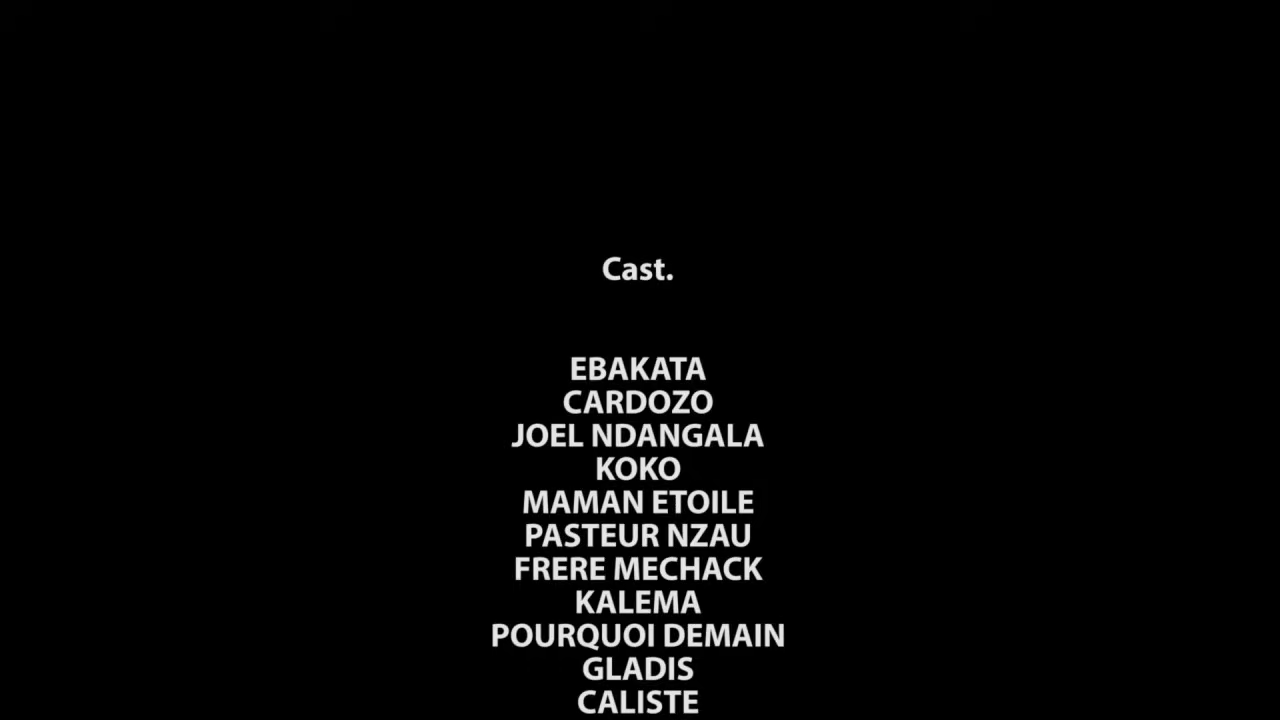 Cast.
EBAKATA
CARDOZO
JOEL NDANGALA
KOKO
MAMAN ETOILE
PASTEUR NZAU
FRERE MECHACK
KALEMA
POURQUOI DEMAIN
GLADIS
CALISTE